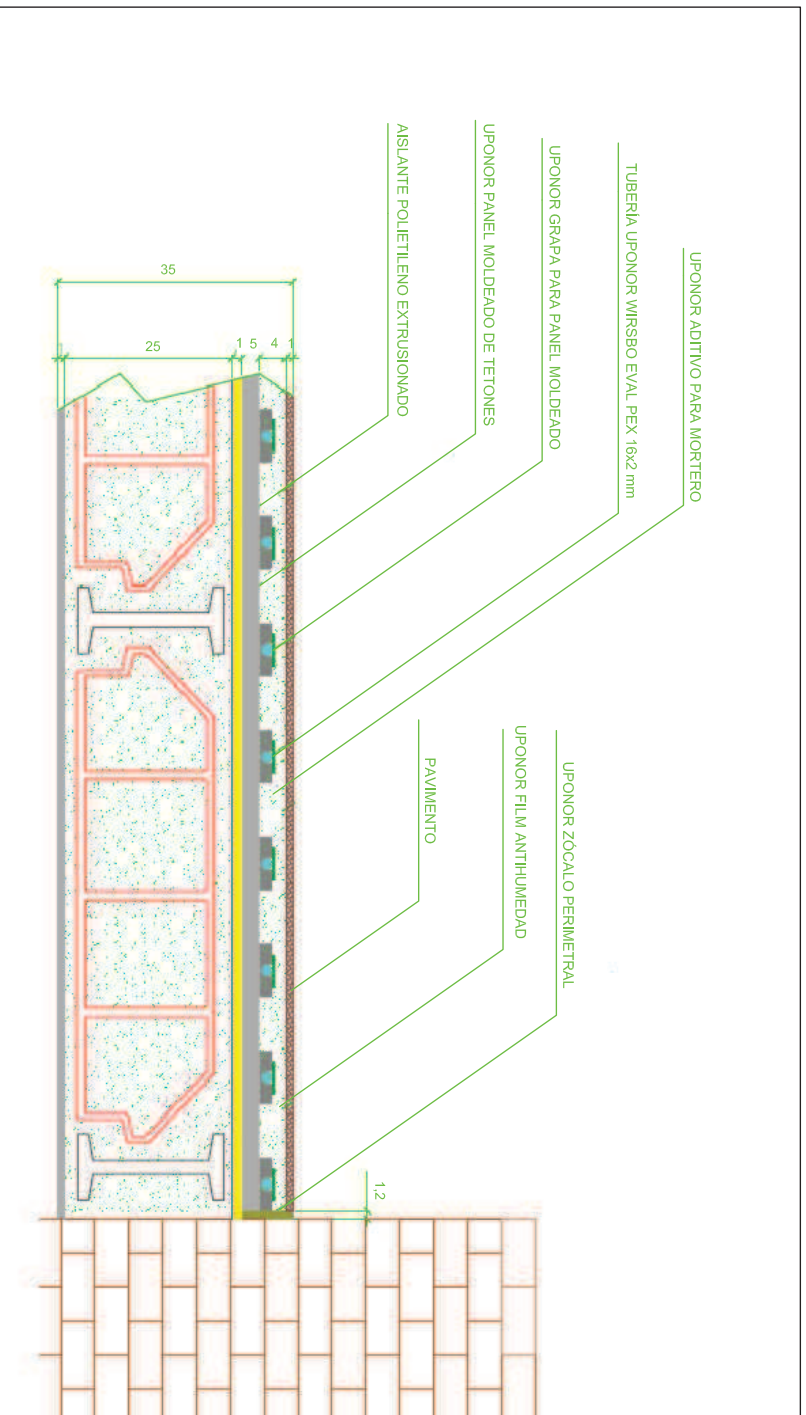 UPONOR ADITIVO PARA MORTERO
TUBERÍA UPONOR WIRSBO EVAL PEX 16x2 mm
UPONOR GRAPA PARA PANEL MOLDEADO
UPONOR PANEL MOLDEADO DE TETONES
AISLANTE POLIETILENO EXTRUSIONADO
UPONOR ZÓCALO PERIMETRAL
UPONOR FILM ANTIHUMEDAD
PAVIMENTO
35
25
1
5
4
1
1,2